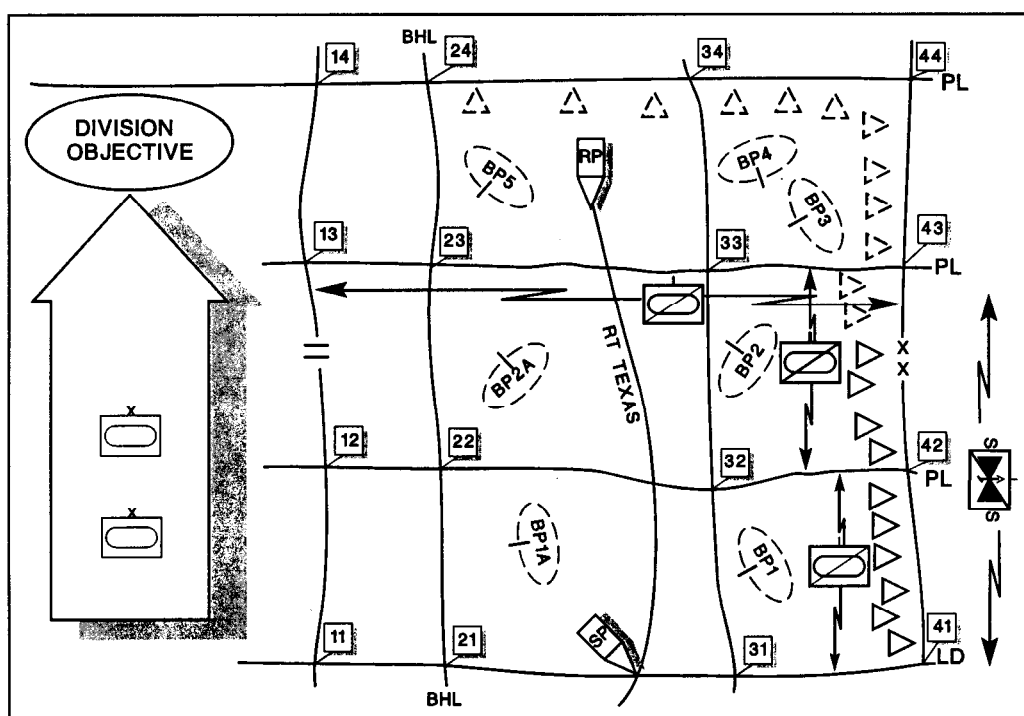 BHL
14
24
34
44
PL
DIVISION
OBJECTIVE
BP5
RP
BP4
BP3
13
23
33
43
PL
RT TEXAS
BP2A
BP2
X
X
X
12
22
32
42
PL
S
S
X
BP1A
BP1
SP
11
21
31
41
LD
BHL